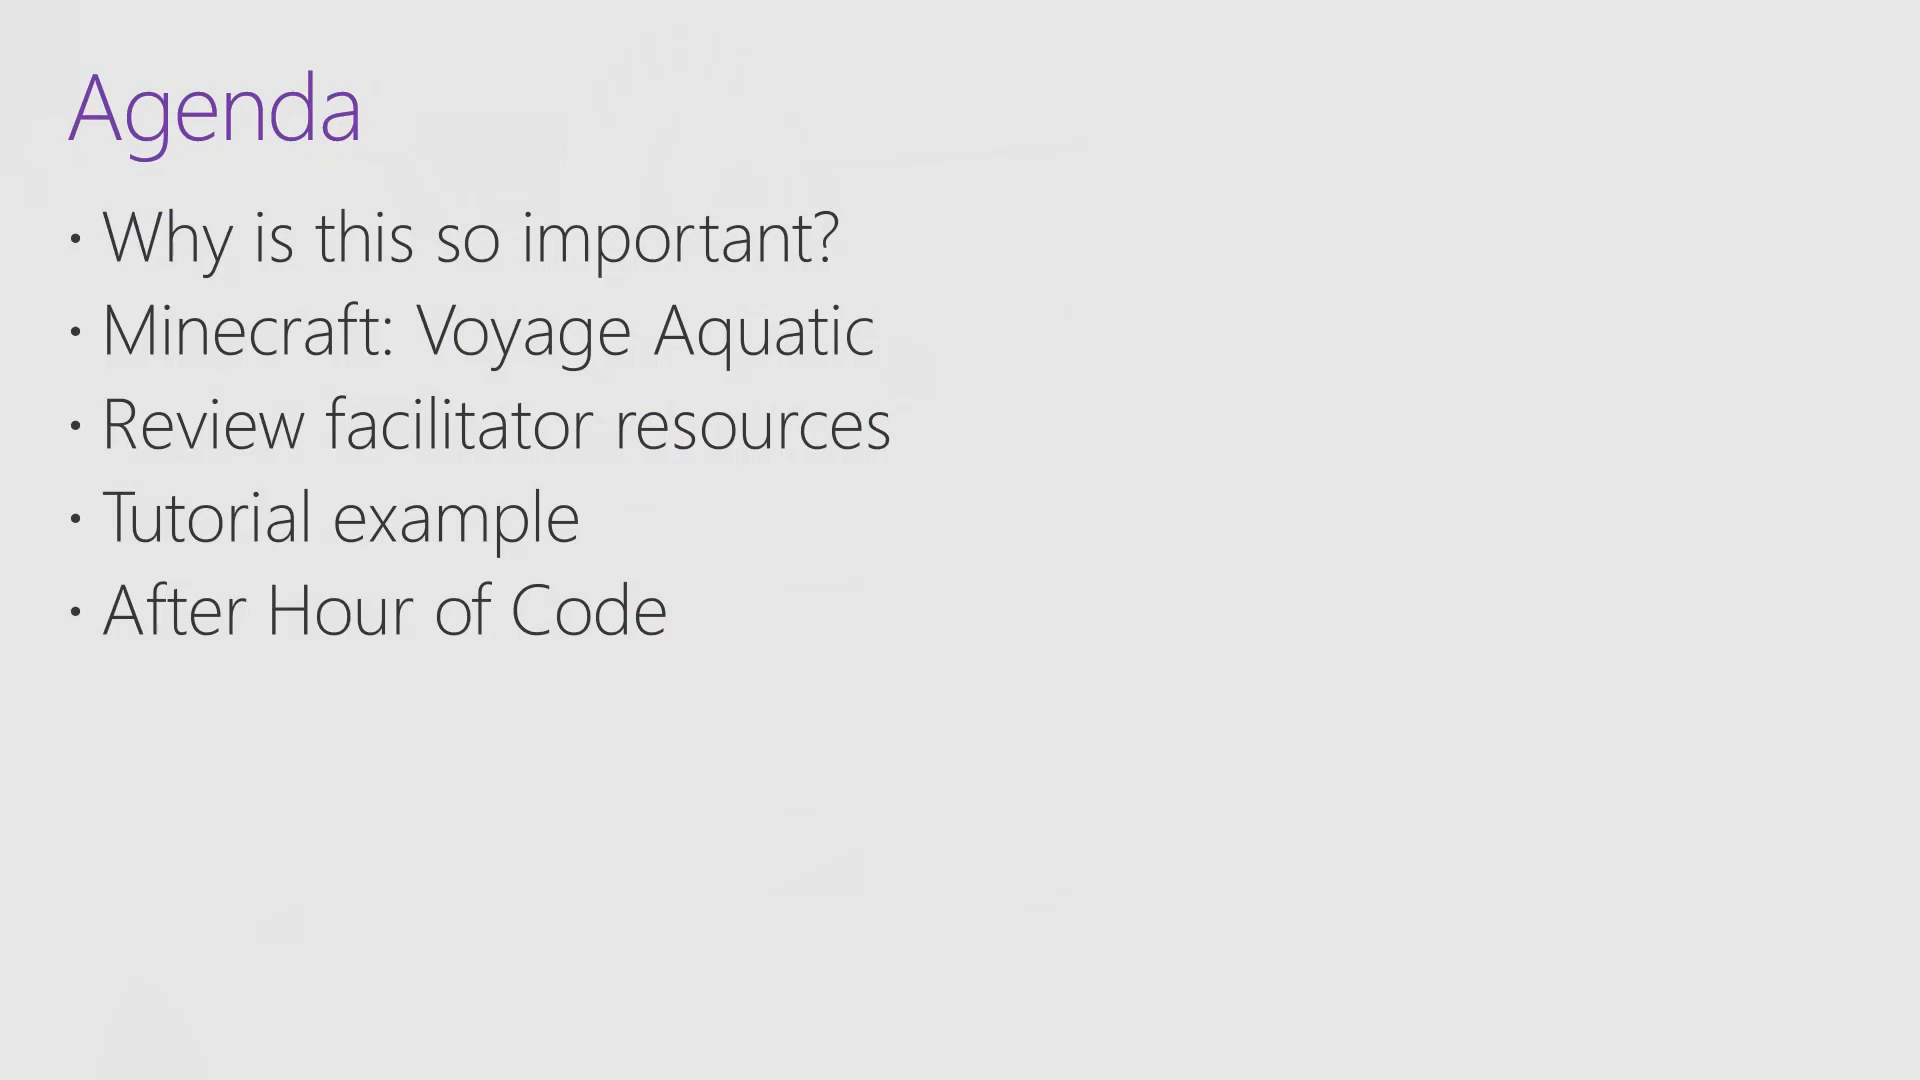 Agenda
• Why is this so important?
• Minecraft: Voyage Aquatic
• Review facilitator resources
• Tutorial example
• After Hour of Code